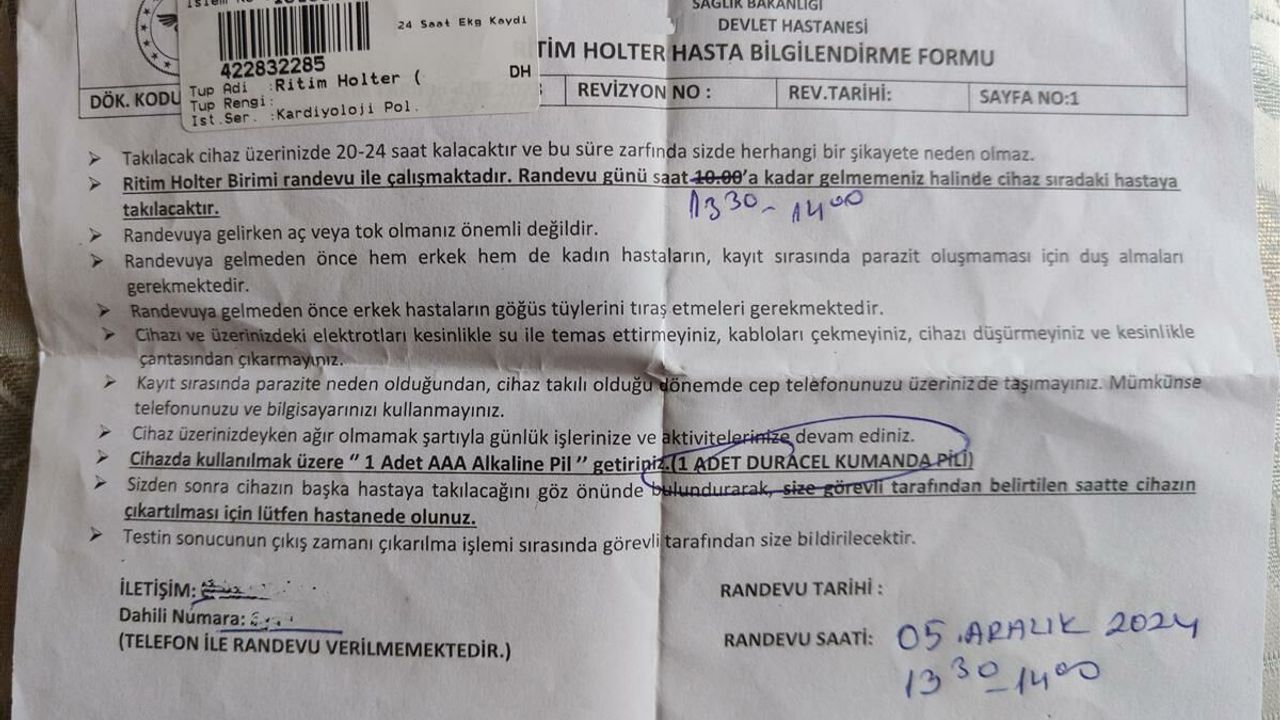 SAĞLIK BAKANLIĞI
DEVLET HASTANESİ
RİTİM HOLTER HASTA BİLGİLENDİRME FORMU
24 Saat Ekg Kaydi
422832285
Tup Adi :Ritim Holter ( DH
Tup Rengi:
Ist.Ser. :Kardiyoloji Pol.
DÖK. KODU
REVİZYON NO :
REV.TARİHİ:
SAYFA NO:1
➢ Takılacak cihaz üzerinizde 20-24 saat kalacaktır ve bu süre zarfında sizde herhangi bir şikayete neden olmaz.
➢ Ritim Holter Birimi randevu ile çalışmaktadır. Randevu günü saat 10.00'a kadar gelmemeniz halinde cihaz sıradaki hastaya
takılacaktır.
13 30 - 14 00
➢ Randevuya gelirken aç veya tok olmanız önemli değildir.
➢ Randevuya gelmeden önce hem erkek hem de kadın hastaların, kayıt sırasında parazit oluşmaması için duş almaları
gerekmektedir.
➢ Randevuya gelmeden önce erkek hastaların göğüs tüylerini tıraş etmeleri gerekmektedir.
➢ Cihazı ve üzerinizdeki elektrotları kesinlikle su ile temas ettirmeyiniz, kabloları çekmeyiniz, cihazı düşürmeyiniz ve kesinlikle
çantasından çıkarmayınız.
➢ Kayıt sırasında parazite neden olduğundan, cihaz takılı olduğu dönemde cep telefonunuzu üzerinizde taşımayınız. Mümkünse
telefonunuzu ve bilgisayarınızı kullanmayınız.
➢ Cihaz üzerinizdeyken ağır olmamak şartıyla günlük işlerinize ve aktivitelerinize devam ediniz.
➢ Cihazda kullanılmak üzere “ 1 Adet AAA Alkaline Pil ” getiriniz.(1 ADET DURACEL KUMANDA PİLİ)
➢ Sizden sonra cihazın başka hastaya takılacağını göz önünde bulundurarak, size görevli tarafından belirtilen saatte cihazın
çıkartılması için lütfen hastanede olunuz.
➢ Testin sonucunun çıkış zamanı çıkarılma işlemi sırasında görevli tarafından size bildirilecektir.
İLETİŞİM:
Dahili Numara:
(TELEFON İLE RANDEVU VERİLMEMEKTEDİR.)
RANDEVU TARİHİ :
RANDEVU SAATİ: 05.ARALIK 2024
13 30 - 14 00